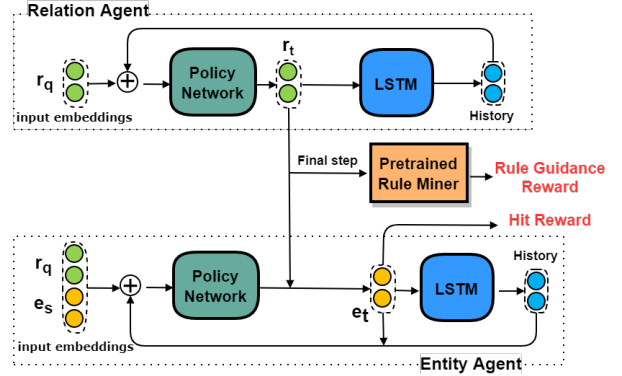 Relation Agent
r_q
input embeddings
+
Policy
Network
r_t
LSTM
History
Final step
Pretrained
Rule Miner
Rule Guidance
Reward
Hit Reward
r_q
e_s
input embeddings
+
Policy
Network
e_t
LSTM
History
Entity Agent